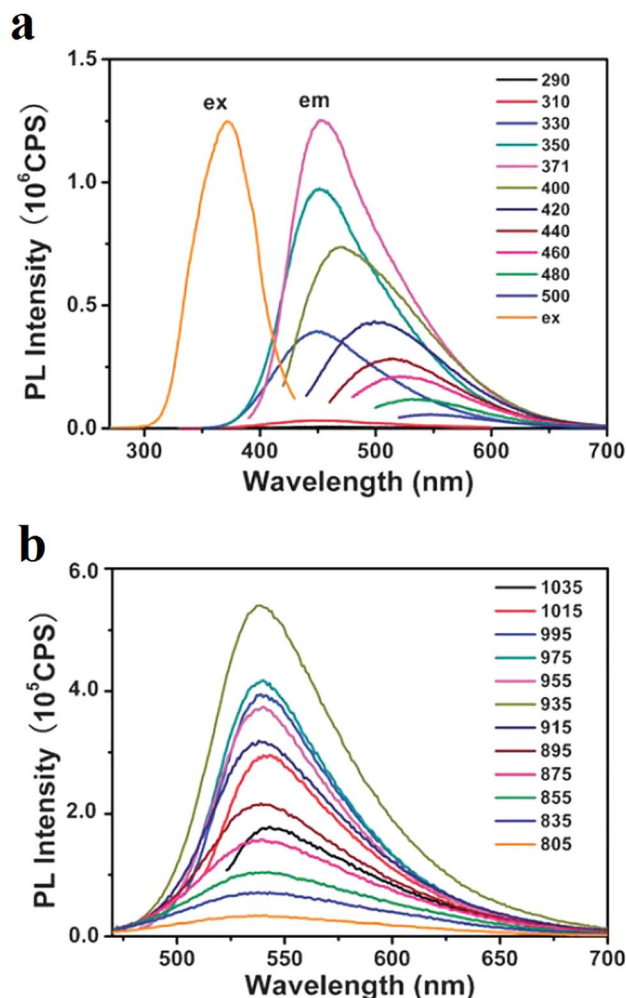 a
1.5
1.0
0.5
0.0
PL Intensity (10⁶CPS)
ex
em
290
310
330
350
371
400
420
440
460
480
500
ex
300 400 500 600 700
Wavelength (nm)
b
6.0
4.0
2.0
0.0
PL Intensity (10⁵CPS)
1035
1015
995
975
955
935
915
895
875
855
835
805
500 550 600 650 700
Wavelength (nm)